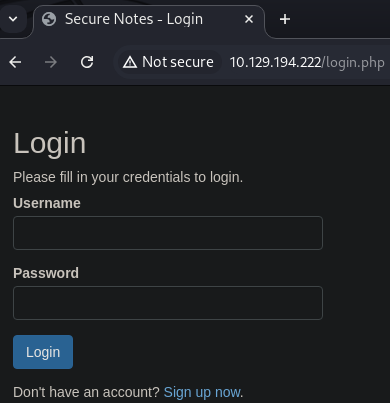 Secure Notes - Login
Not secure 10.129.194.222/login.php
Login
Please fill in your credentials to login.
Username
Password
Login
Don't have an account? Sign up now.